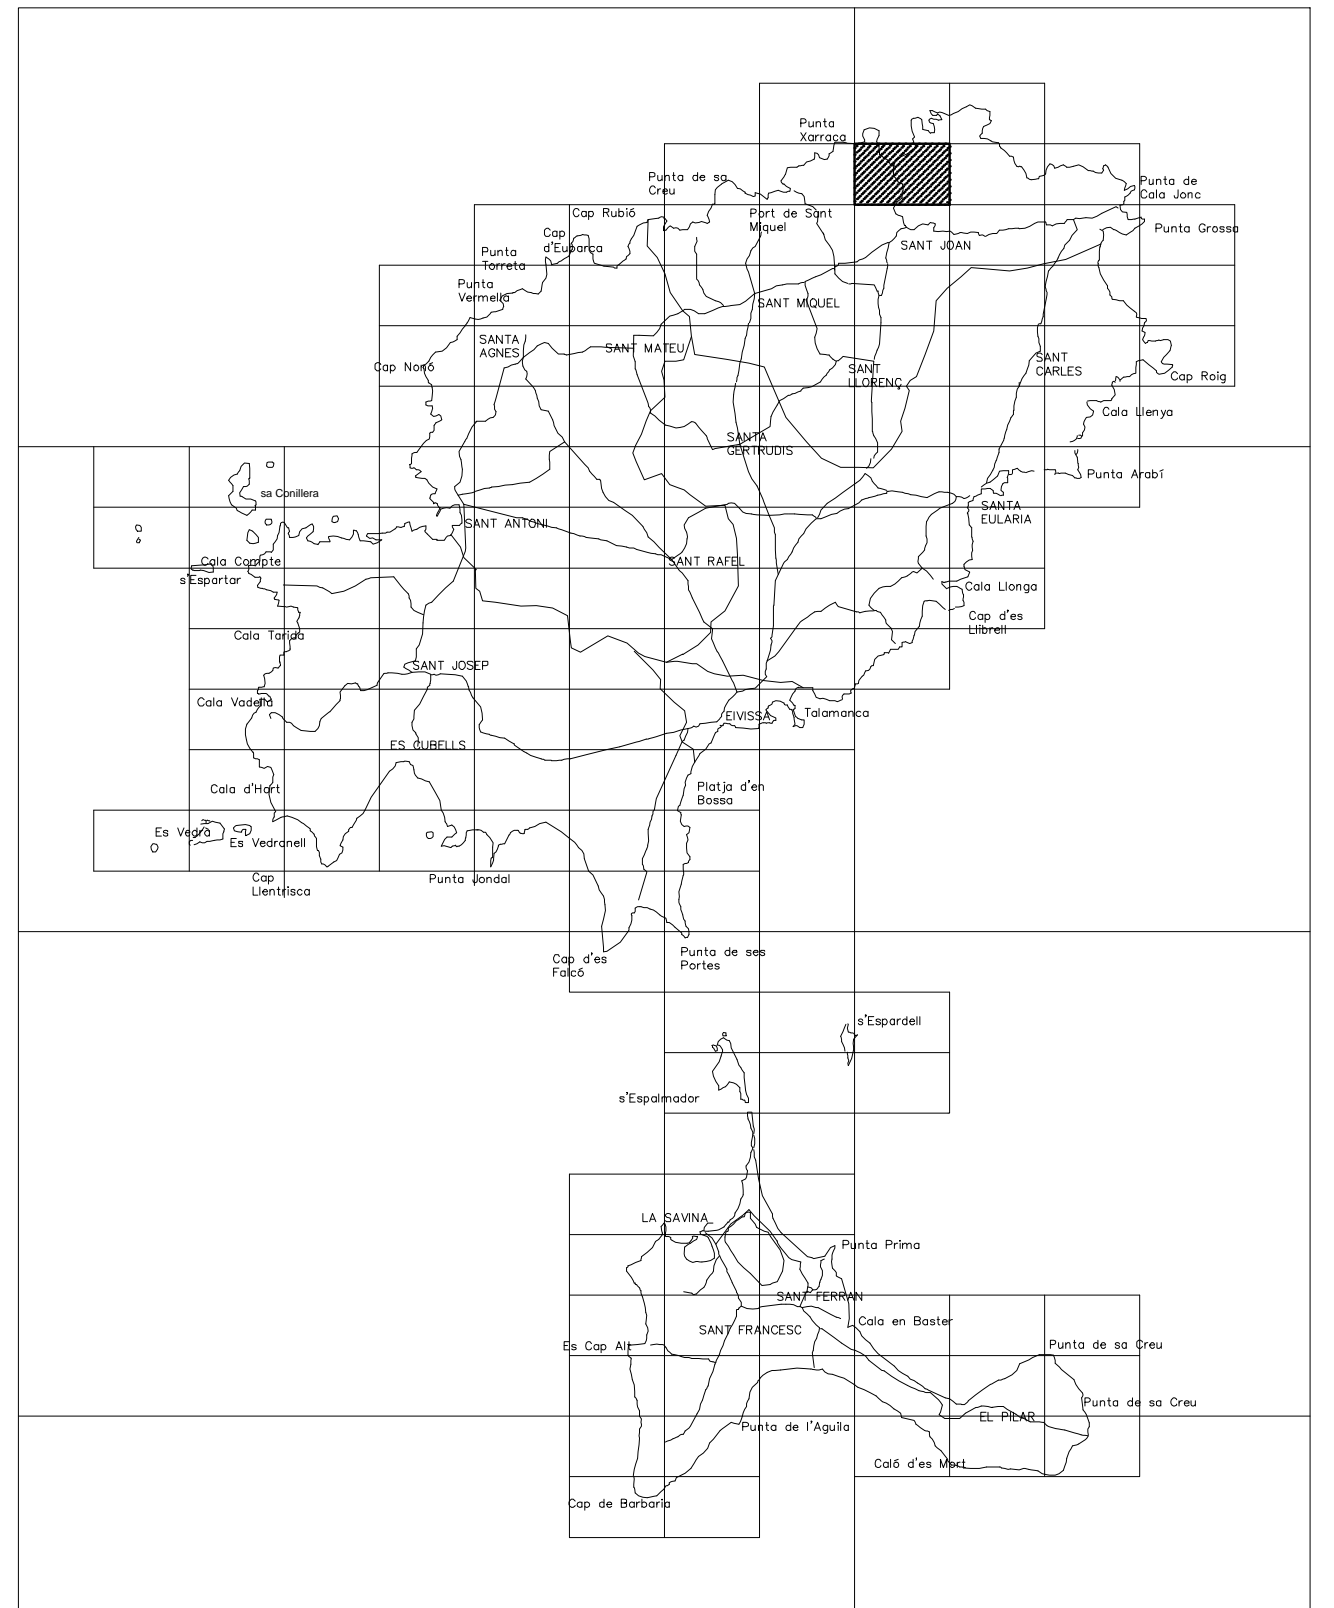 Punta
Xarraca
Punta de sa
Creu
Punta de
Cala Jonc
Cap Rubió
Port de Sant
Miquel
Punta Grossa
Cap
d'Eubarca
SANT JOAN
Punta
Torreta
Punta
Vermella
SANT MIQUEL
SANTA
AGNES
SANT MATEU
Cap Nonó
SANT
LLORENÇ
SANT
CARLES
Cap Roig
Cala Llenya
SANTA
GERTRUDIS
Punta Arabí
sa Conillera
SANTA
EULARIA
SANT ANTONI
Cala Compte
SANT RAFEL
s'Espartar
Cala Llonga
Cap d'es
Llibrell
Cala Tarida
SANT JOSEP
Cala Vadella
EIVISSA
Talamanca
ES CUBELLS
Cala d'Hart
Platja d'en
Bossa
Es Vedrà
Es Vedranell
Cap
Llentrisca
Punta Jondal
Cap d'es
Falcó
Punta de ses
Portes
s'Espardell
s'Espalmador
LA SAVINA
Punta Prima
SANT FERRAN
Cala en Baster
SANT FRANCESC
Es Cap Alt
Punta de sa Creu
Punta de sa Creu
EL PILAR
Punta de l'Aguila
Caló d'es Mort
Cap de Barbaria